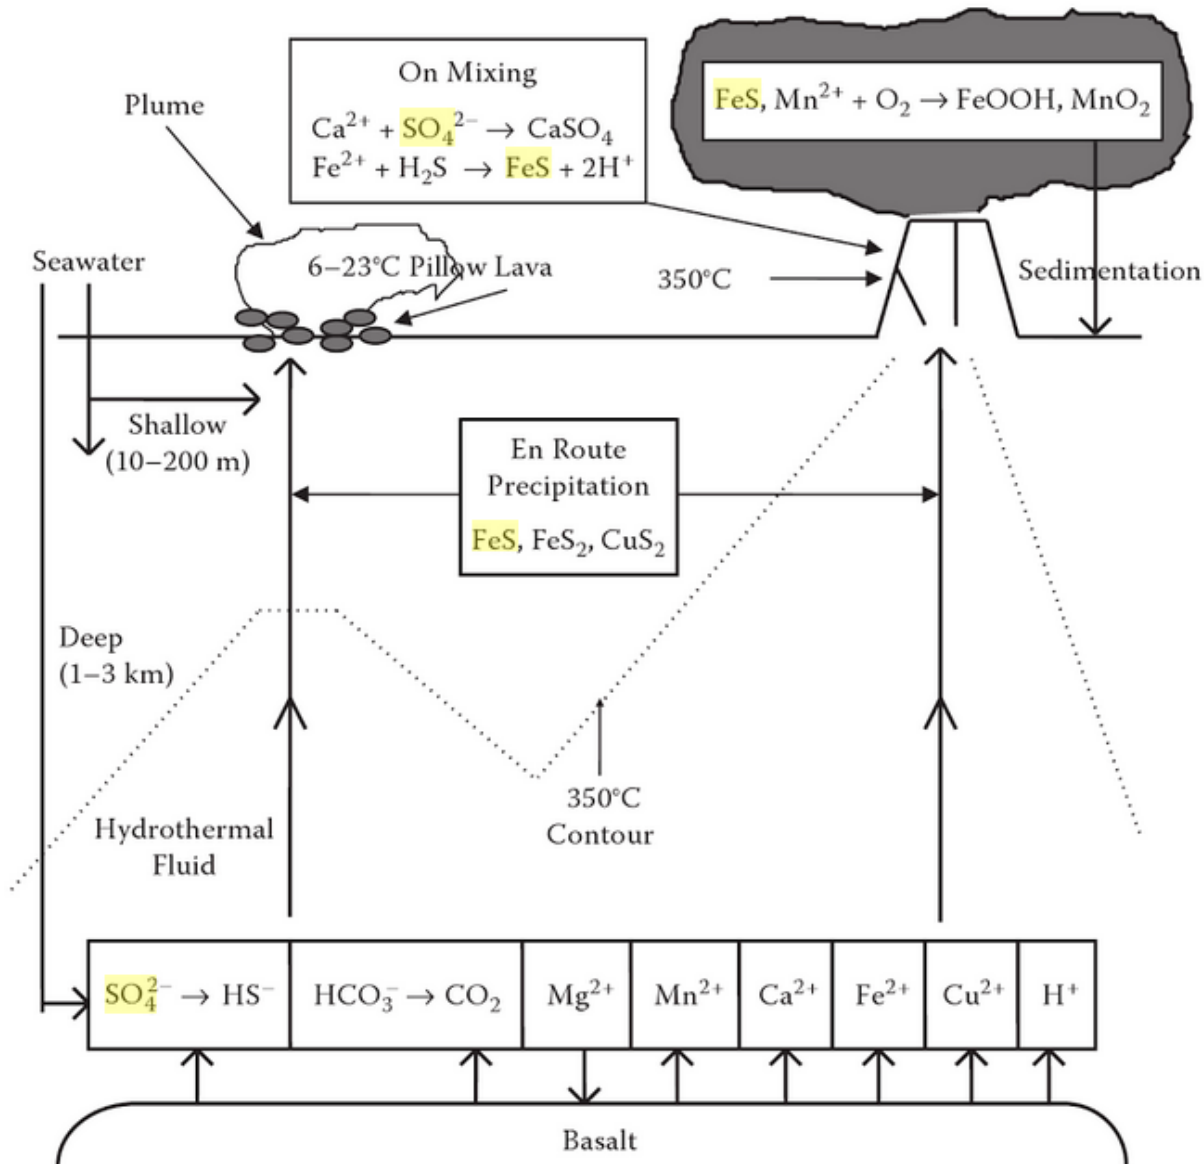 On Mixing
Ca²⁺ + SO₄²⁻ → CaSO₄
Fe²⁺ + H₂S → FeS + 2H⁺
FeS, Mn²⁺ + O₂ → FeOOH, MnO₂
Plume
Seawater
6–23°C Pillow Lava
350°C
Sedimentation
Shallow
(10–200 m)
En Route
Precipitation
FeS, FeS₂, CuS₂
Deep
(1–3 km)
350°C
Contour
Hydrothermal
Fluid
SO₄²⁻ → HS⁻
HCO₃⁻ → CO₂
Mg²⁺
Mn²⁺
Ca²⁺
Fe²⁺
Cu²⁺
H⁺
Basalt